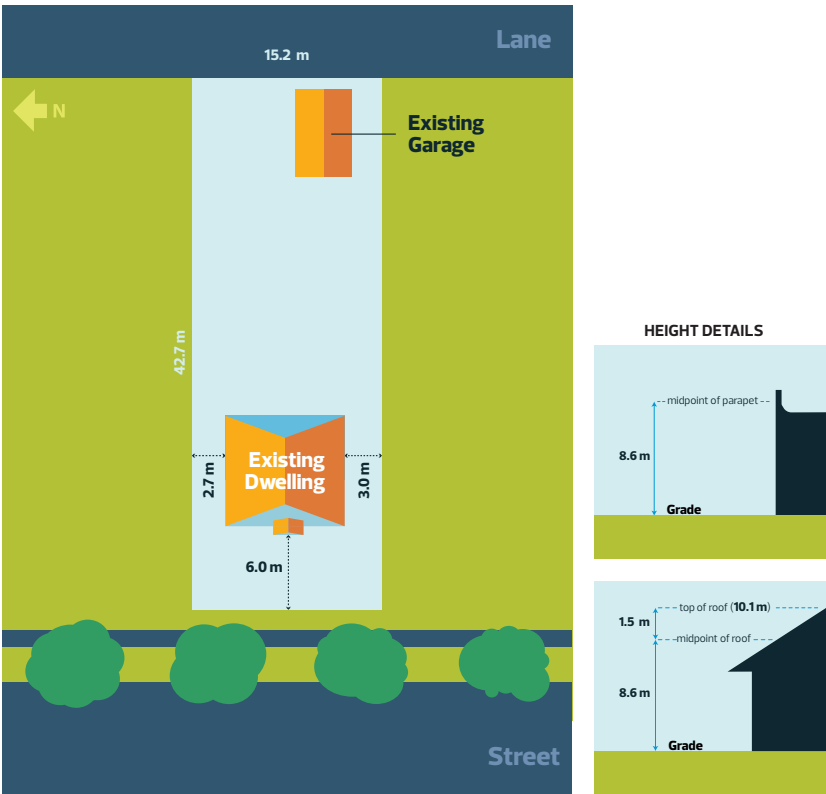 Lane
15.2 m
N
Existing
Garage
42.7 m
Existing
Dwelling
2.7 m
3.0 m
6.0 m
Street
HEIGHT DETAILS
midpoint of parapet
8.6 m
Grade
top of roof (10.1 m)
1.5 m
midpoint of roof
8.6 m
Grade